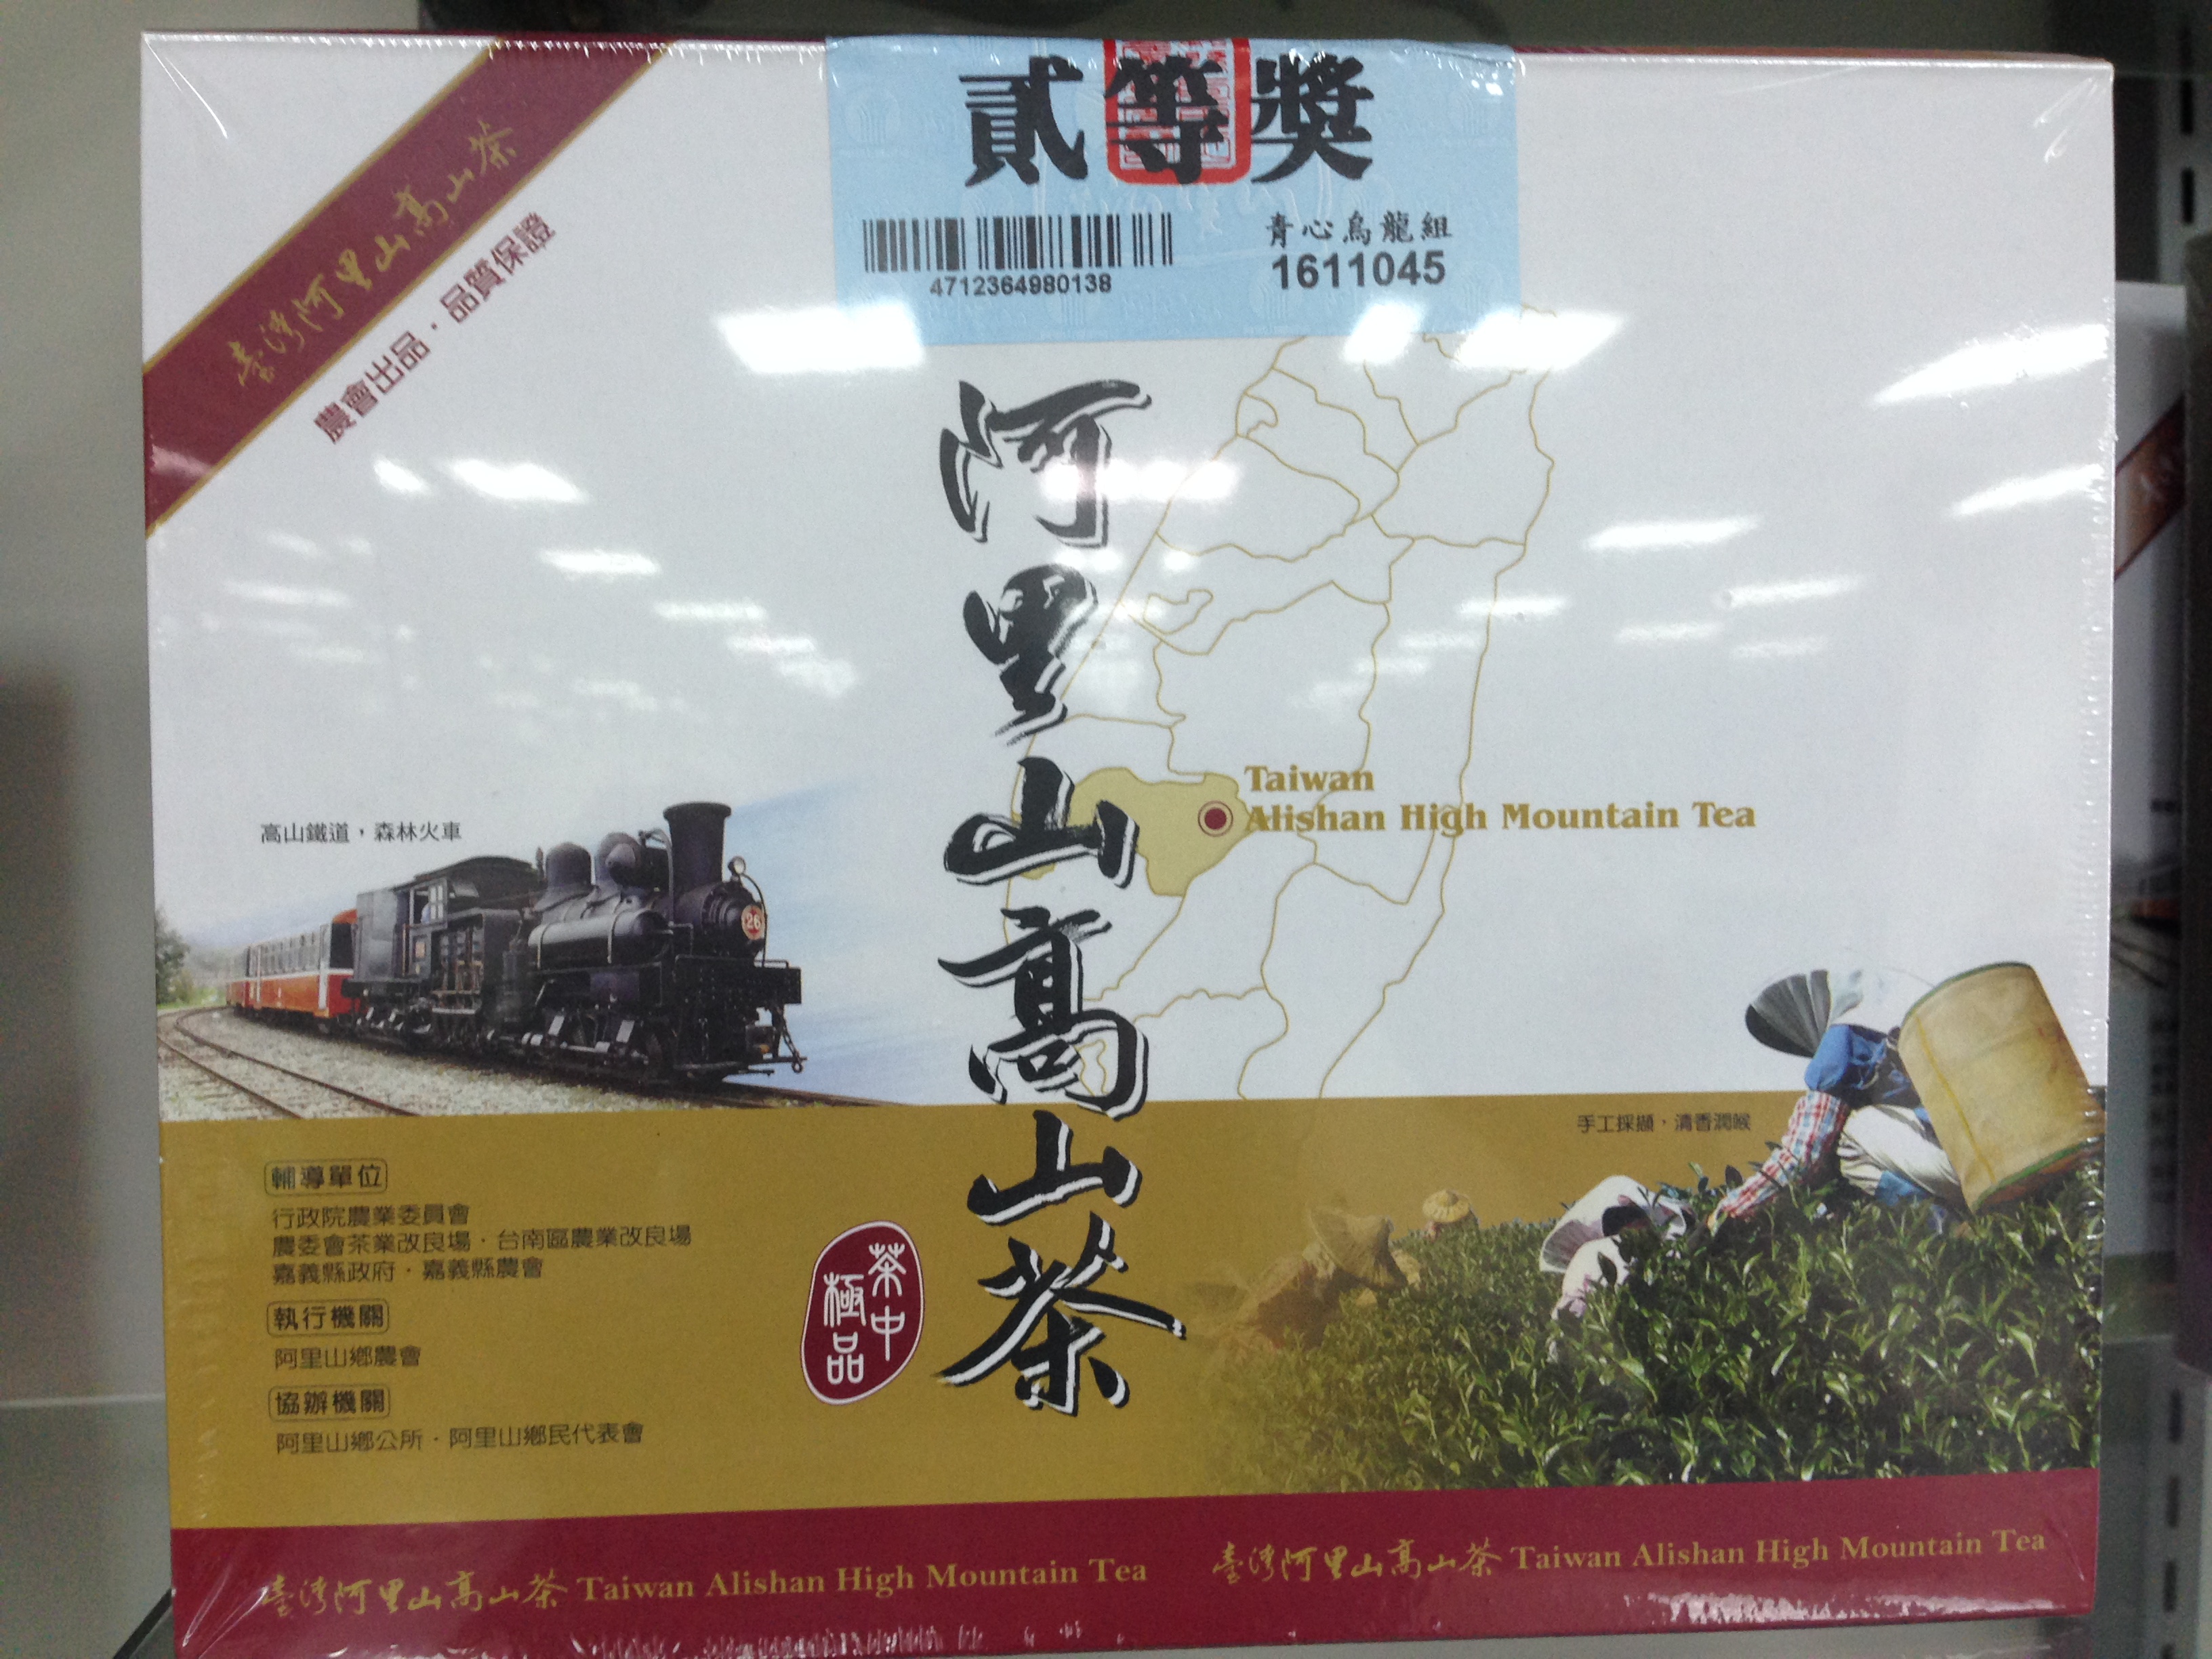 貳等獎
4712364980138
青心烏龍組
1611045
臺灣阿里山高山茶
農會出品．品質保證
阿里山高山茶
Taiwan
Alishan High Mountain Tea
高山鐵道，森林火車
26
手工採擷，清香潤喉
輔導單位
行政院農業委員會
農委會茶業改良場．台南區農業改良場
嘉義縣政府．嘉義縣農會
執行機關
阿里山鄉農會
協辦機關
阿里山鄉公所．阿里山鄉民代表會
茶中
極品
臺灣阿里山高山茶 Taiwan Alishan High Mountain Tea
臺灣阿里山高山茶 Taiwan Alishan High Mountain Tea